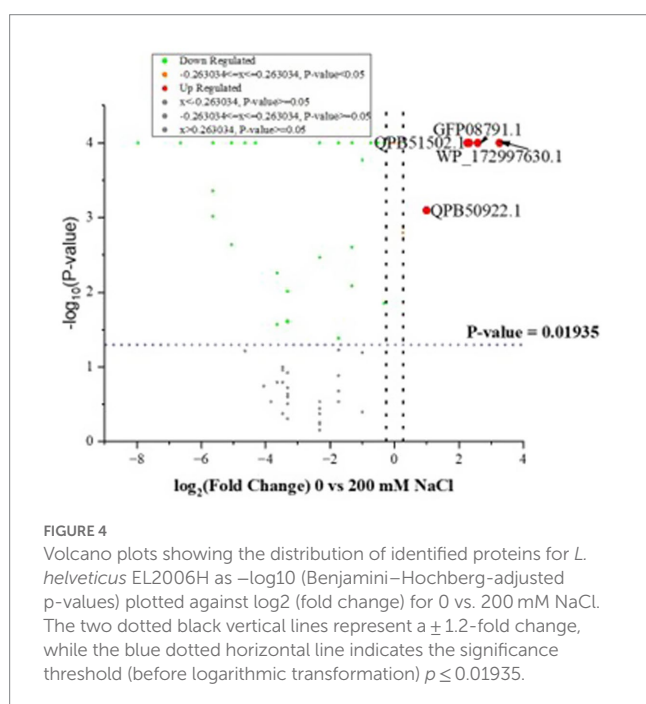 Down Regulated
-0.263034<=x<=0.263034, P-value<0.05
Up Regulated
x<-0.263034, P-value>=0.05
-0.263034<=x<=0.263034, P-value>=0.05
x>0.263034, P-value>=0.05
GFP08791.1
QPB51502.1
WP_172997630.1
QPB50922.1
P-value = 0.01935
-log10(P-value)
4
3
2
1
0
−8 −6 −4 −2 0 2 4
log2(Fold Change) 0 vs 200 mM NaCl
FIGURE 4
Volcano plots showing the distribution of identified proteins for L.
helveticus EL2006H as −log10 (Benjamini–Hochberg-adjusted
p-values) plotted against log2 (fold change) for 0 vs. 200 mM NaCl.
The two dotted black vertical lines represent a ±1.2-fold change,
while the blue dotted horizontal line indicates the significance
threshold (before logarithmic transformation) p ≤ 0.01935.